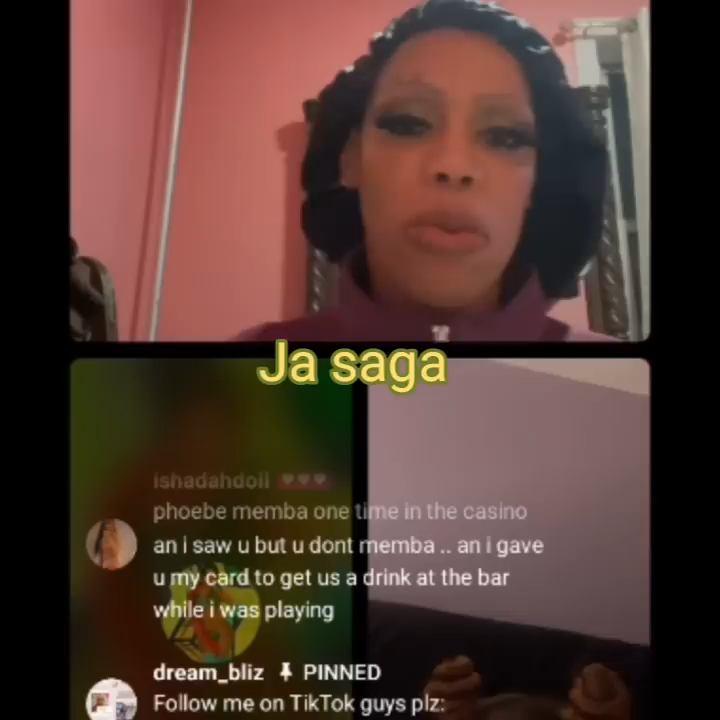 Ja saga
ishadahdoll
phoebe memba one time in the casino
an i saw u but u dont memba .. an i gave
u my card to get us a drink at the bar
while i was playing
dream_bliz PINNED
Follow me on TikTok guys plz: